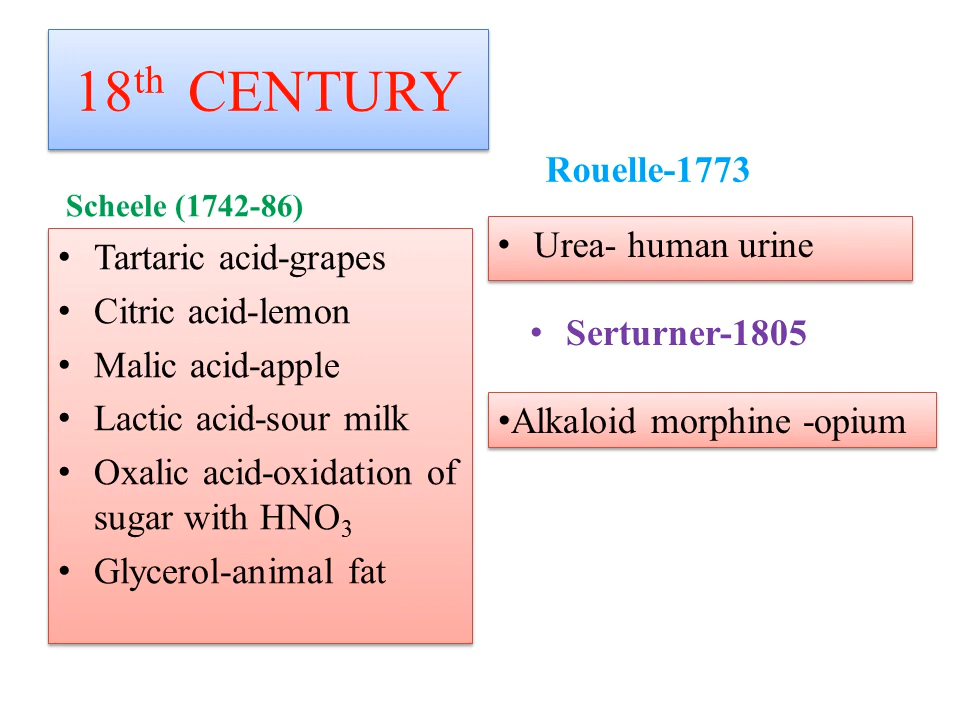 18th CENTURY
Scheele (1742-86)
• Tartaric acid-grapes
• Citric acid-lemon
• Malic acid-apple
• Lactic acid-sour milk
• Oxalic acid-oxidation of
sugar with HNO3
• Glycerol-animal fat
Rouelle-1773
• Urea- human urine
• Serturner-1805
•Alkaloid morphine -opium